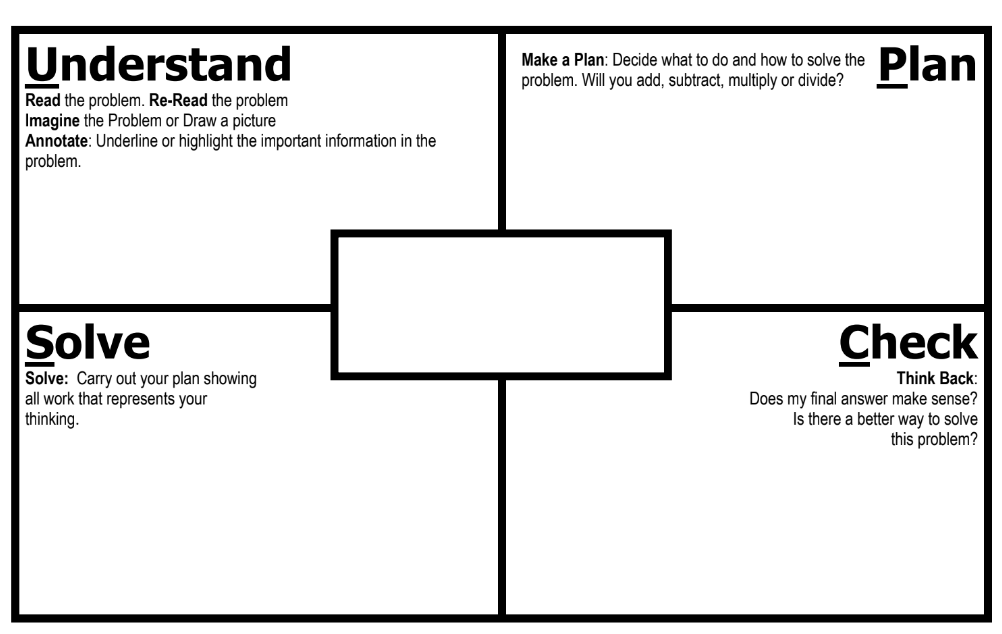 Understand
Read the problem. Re-Read the problem
Imagine the Problem or Draw a picture
Annotate: Underline or highlight the important information in the
problem.
Plan
Make a Plan: Decide what to do and how to solve the
problem. Will you add, subtract, multiply or divide?
Solve
Solve: Carry out your plan showing
all work that represents your
thinking.
Check
Think Back:
Does my final answer make sense?
Is there a better way to solve
this problem?